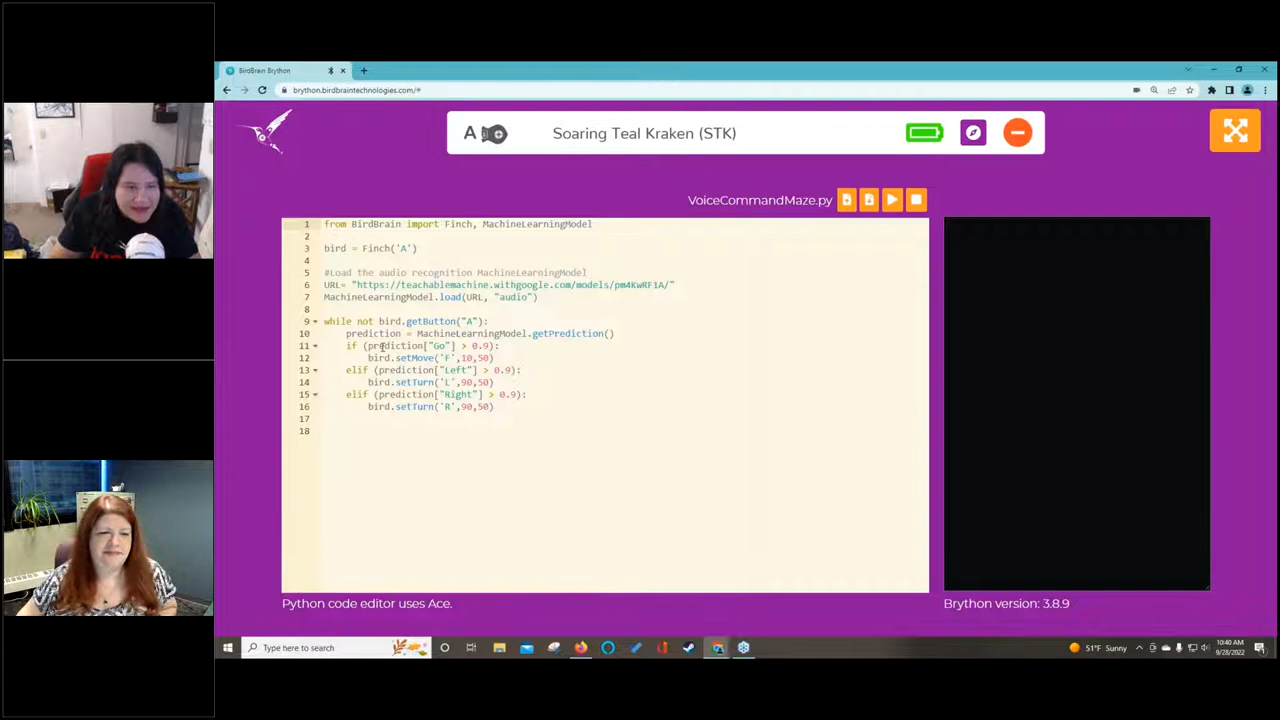 BirdBrain Brython
brython.birdbraintechnologies.com/#
A
Soaring Teal Kraken (STK)
VoiceCommandMaze.py
1 from BirdBrain import Finch, MachineLearningModel
2
3 bird = Finch('A')
4
5 #Load the audio recognition MachineLearningModel
6 URL= "https://teachablemachine.withgoogle.com/models/pm4KwRF1A/"
7 MachineLearningModel.load(URL, "audio")
8
9 while not bird.getButton("A"):
10 prediction = MachineLearningModel.getPrediction()
11 if (prediction["Go"] > 0.9):
12 bird.setMove('F',10,50)
13 elif (prediction["Left"] > 0.9):
14 bird.setTurn('L',90,50)
15 elif (prediction["Right"] > 0.9):
16 bird.setTurn('R',90,50)
17
18
Python code editor uses Ace.
Brython version: 3.8.9
Type here to search
51°F Sunny
10:40 AM
9/28/2022